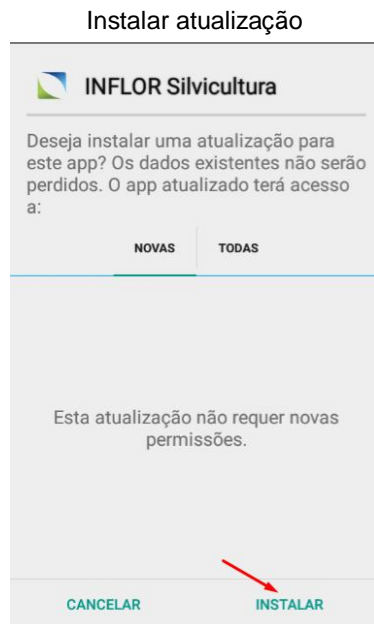 Instalar atualização
INFLOR Silvicultura
Deseja instalar uma atualização para
este app? Os dados existentes não serão
perdidos. O app atualizado terá acesso
a:
NOVAS TODAS
Esta atualização não requer novas
permissões.
CANCELAR INSTALAR